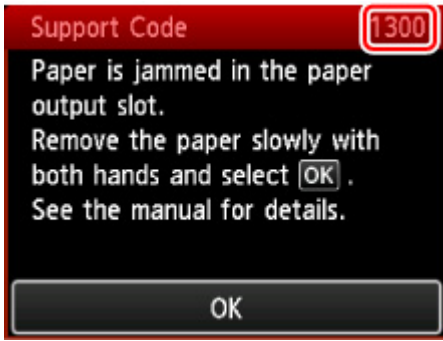 Support Code 1300
Paper is jammed in the paper
output slot.
Remove the paper slowly with
both hands and select OK .
See the manual for details.
OK